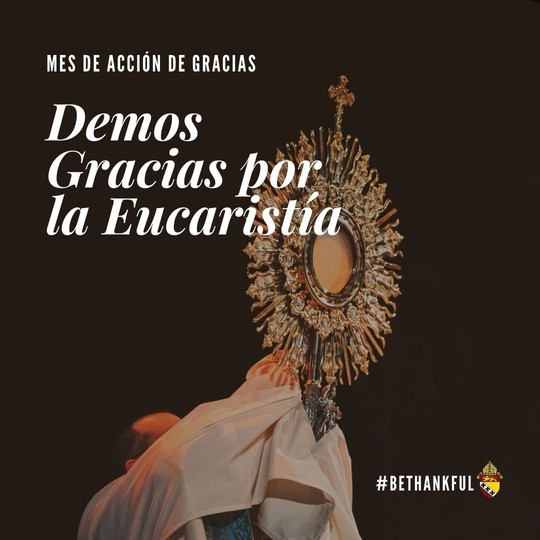 MES DE ACCIÓN DE GRACIAS
Demos
Gracias por
la Eucaristía
#BETHANKFUL